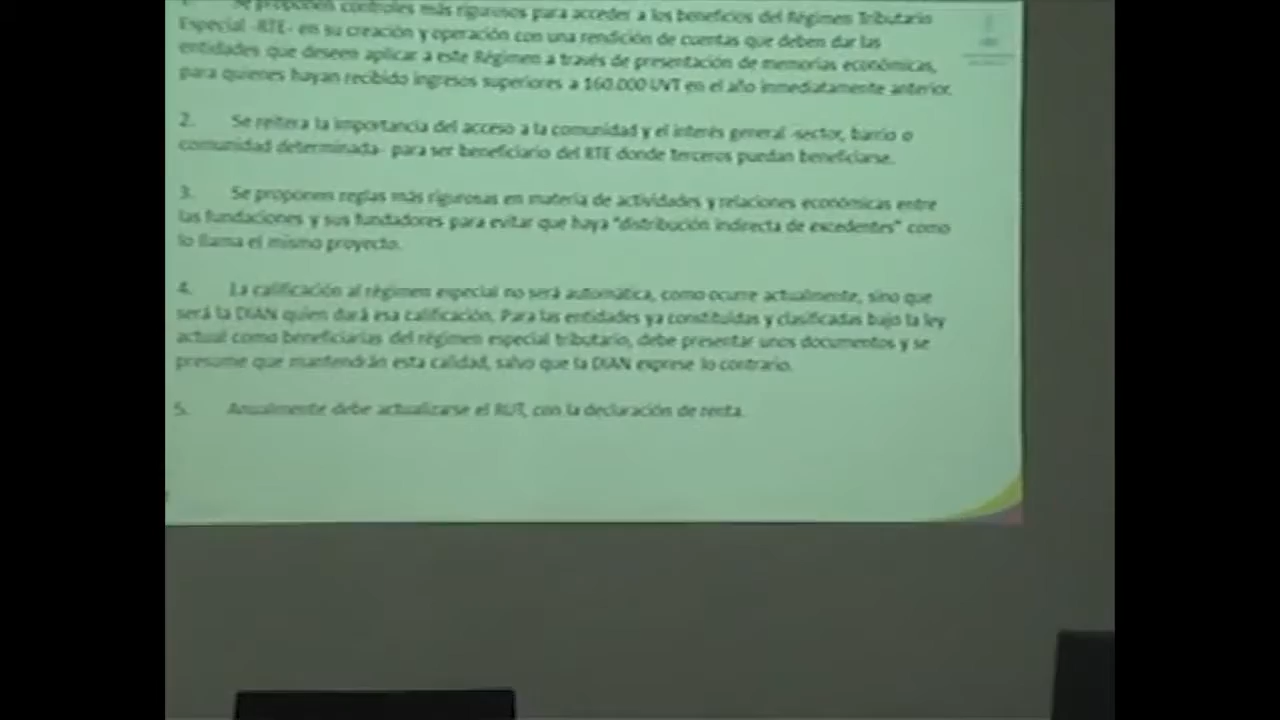 Se proponen controles más rigurosos para acceder a los beneficios del Régimen Tributario
Especial -RTE- en su creación y operación con una rendición de cuentas que deben dar las
entidades que deseen aplicar a este Régimen a través de presentación de memorias económicas,
para quienes hayan recibido ingresos superiores a 160.000 UVT en el año inmediatamente anterior.
2. Se reitera la importancia del acceso a la comunidad y el interés general -sector, barrio o
comunidad determinada- para ser beneficiario del RTE donde terceros puedan beneficiarse.
3. Se proponen reglas más rigurosas en materia de actividades y relaciones económicas entre
las fundaciones y sus fundadores para evitar que haya "distribución indirecta de excedentes" como
lo llama el mismo proyecto.
4. La calificación al régimen especial no será automática, como ocurre actualmente, sino que
será la DIAN quien dará esa calificación. Para las entidades ya constituidas y clasificadas bajo la ley
actual como beneficiarias del régimen especial tributario, debe presentar unos documentos y se
presume que mantendrán esta calidad, salvo que la DIAN exprese lo contrario.
5. Anualmente debe actualizarse el RUT, con la declaración de renta.